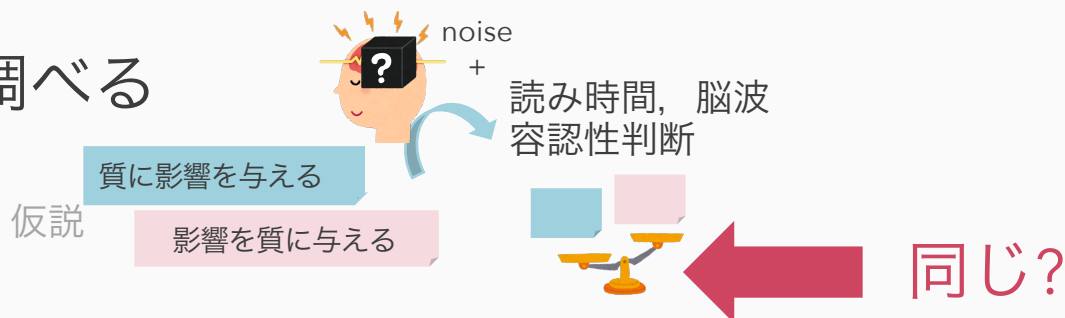 調べる
?
noise
+
読み時間，脳波
容認性判断
質に影響を与える
仮説
影響を質に与える
同じ?